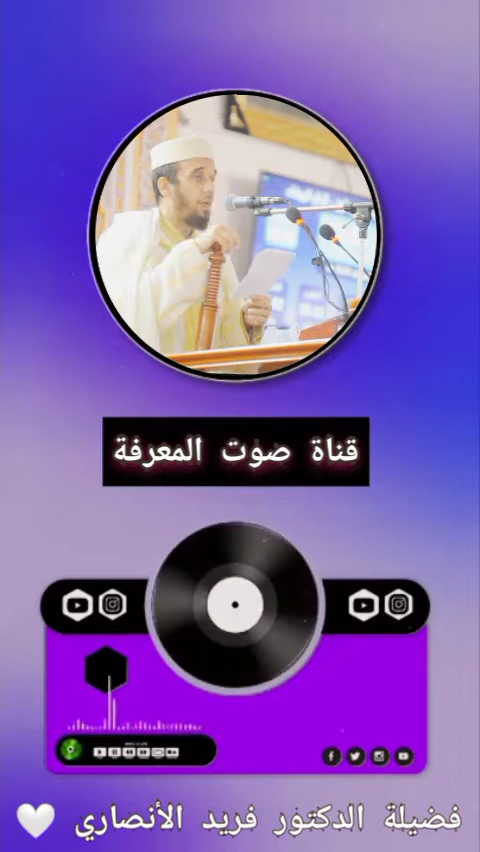 قناة صوت المعرفة
فضيلة الدكتور فريد الأنصاري 🤍